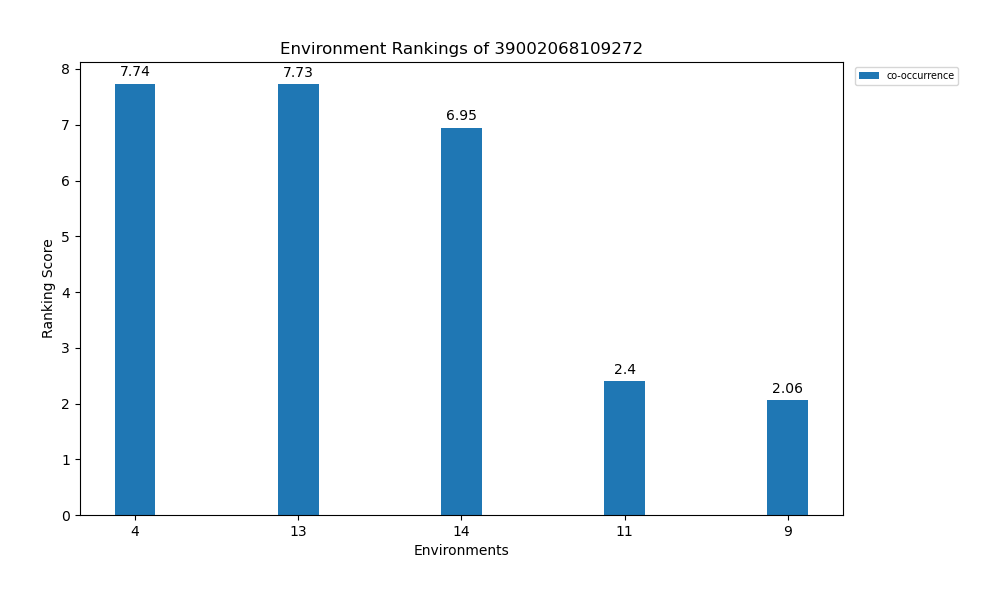 Environment Rankings of 39002068109272
co-occurrence
Ranking Score
8
7
6
5
4
3
2
1
0
7.74
7.73
6.95
2.4
2.06
4 13 14 11 9
Environments